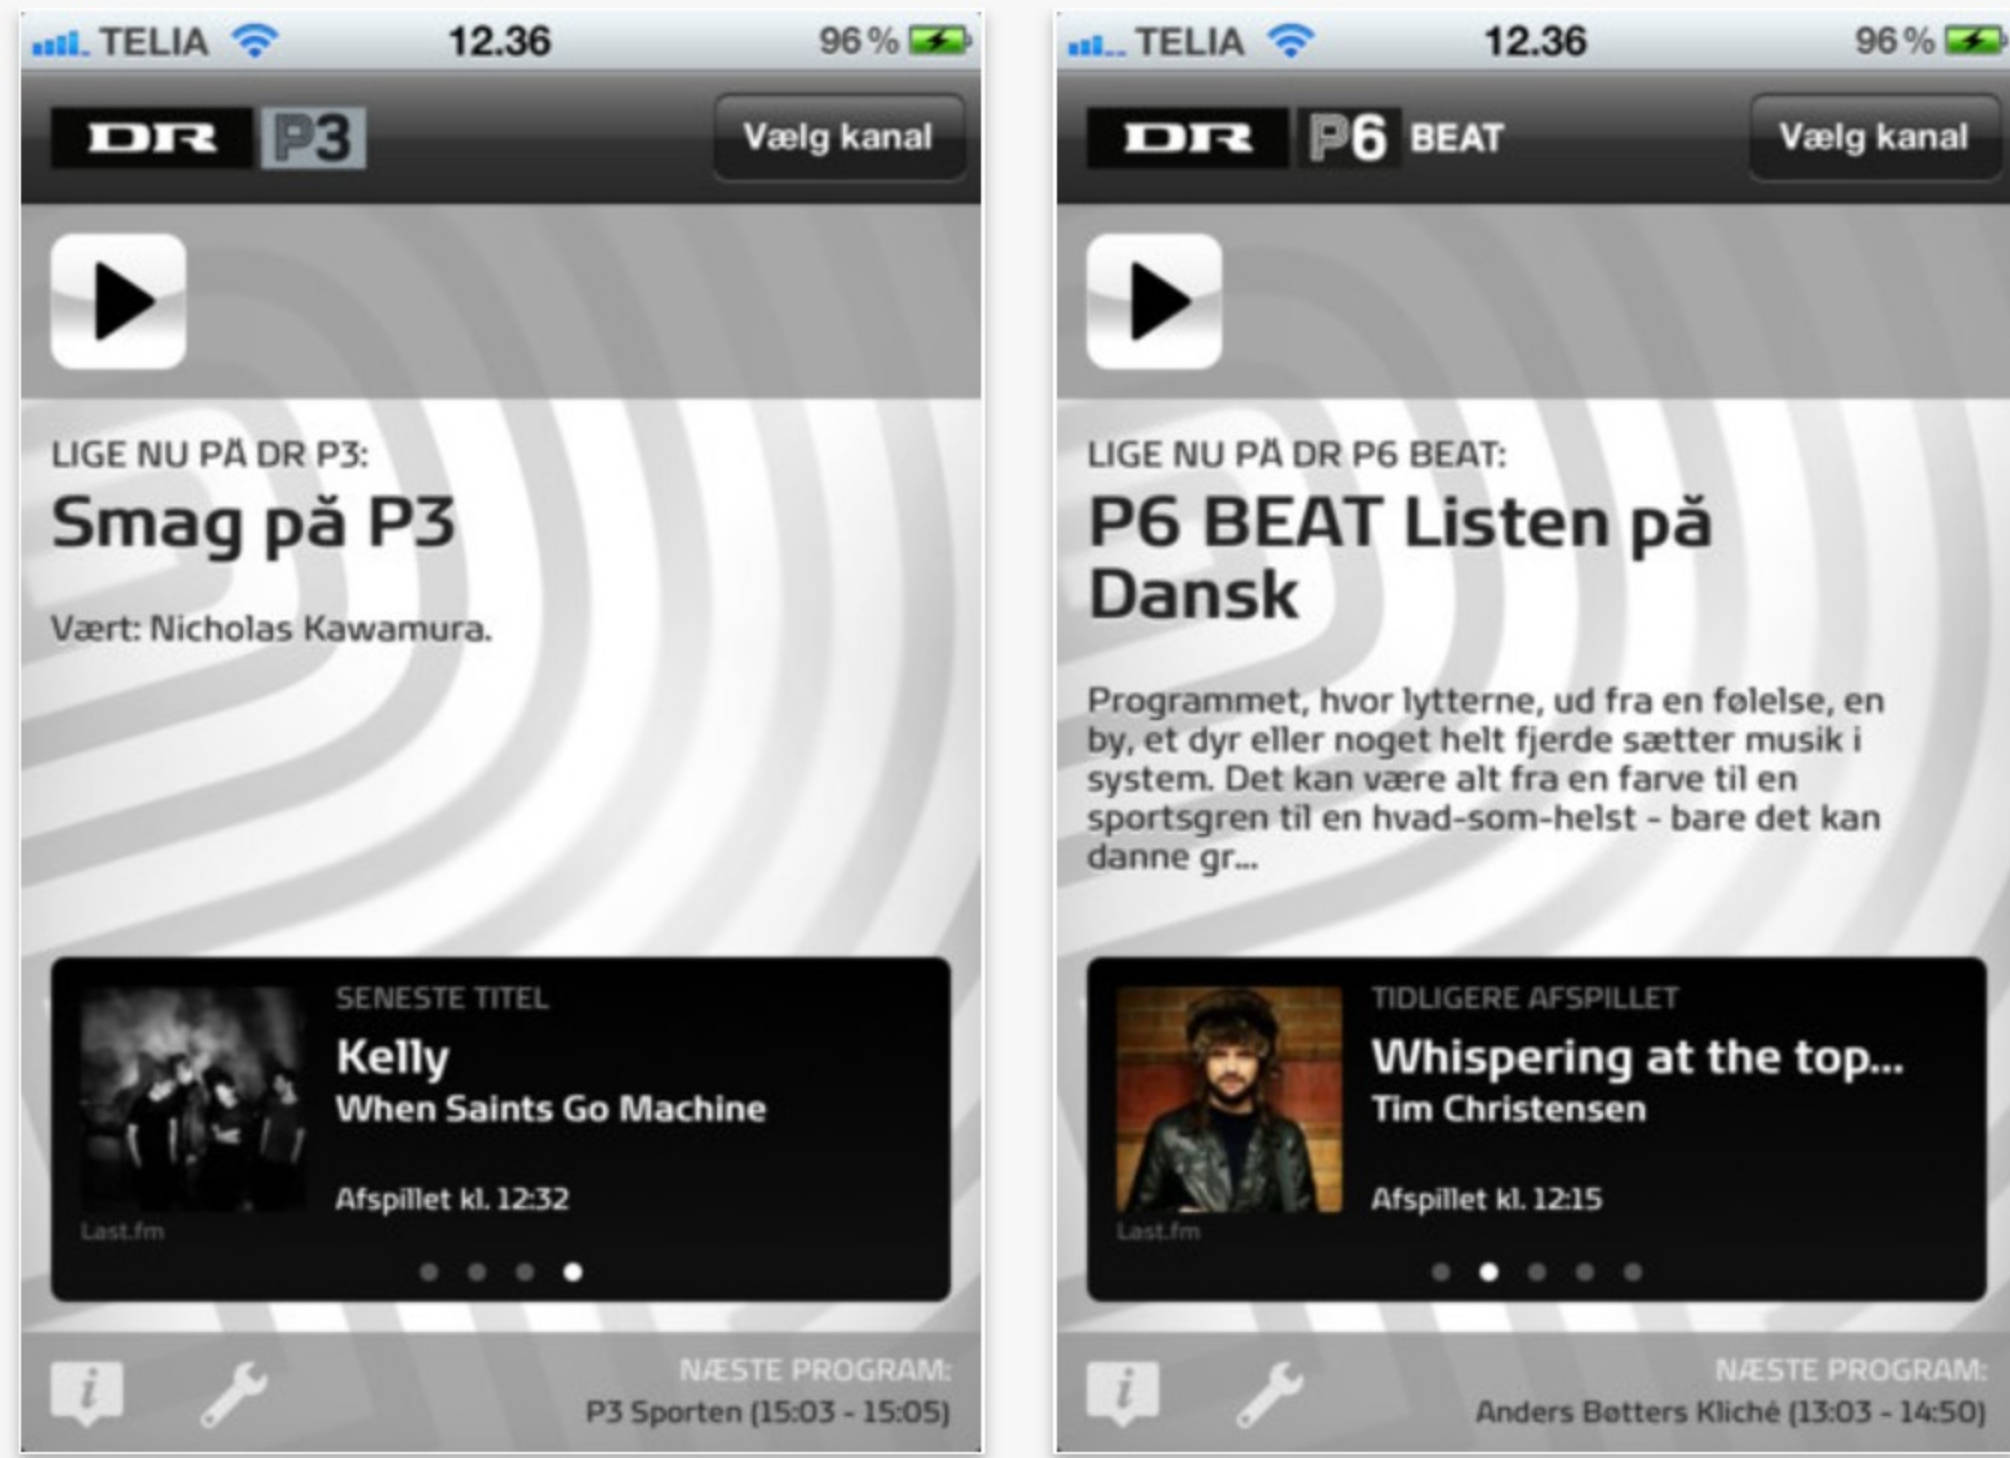 TELIA
12.36
96 %
DR P3
Vælg kanal
LIGE NU PÅ DR P3:
Smag på P3
Vært: Nicholas Kawamura.
SENESTE TITEL
Kelly
When Saints Go Machine
Afspillet kl. 12:32
Last.fm
NÆSTE PROGRAM:
P3 Sporten (15:03 - 15:05)
TELIA
12.36
96 %
DR P6 BEAT
Vælg kanal
LIGE NU PÅ DR P6 BEAT:
P6 BEAT Listen på
Dansk
Programmet, hvor lytterne, ud fra en følelse, en
by, et dyr eller noget helt fjerde sætter musik i
system. Det kan være alt fra en farve til en
sportsgren til en hvad-som-helst - bare det kan
danne gr...
TIDLIGERE AFSPILLET
Whispering at the top...
Tim Christensen
Afspillet kl. 12:15
Last.fm
NÆSTE PROGRAM:
Anders Bøtters Kliché (13:03 - 14:50)